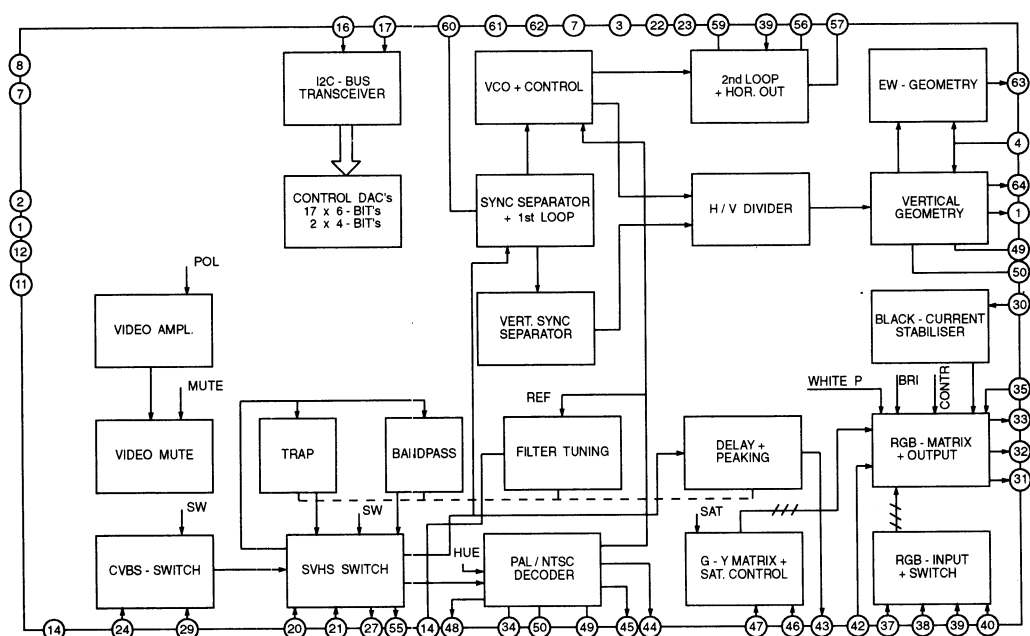 16 17 60 61 62 7 3 22 23 59 39 56 57
8
7
I2C - BUS
TRANSCEIVER
VCO + CONTROL
2nd LOOP
+ HOR. OUT
EW - GEOMETRY
63
4
2
1
12
11
CONTROL DAC's
17 x 6 - BIT's
2 x 4 - BIT's
SYNC SEPARATOR
+ 1st LOOP
H / V DIVIDER
VERTICAL
GEOMETRY
64
1
49
50
POL
VIDEO AMPL.
VERT. SYNC
SEPARATOR
BLACK - CURRENT
STABILISER
30
MUTE
REF
WHITE P
BRI
CONTR
35
VIDEO MUTE
TRAP
BANDPASS
FILTER TUNING
DELAY +
PEAKING
RGB - MATRIX
+ OUTPUT
33
32
31
SW
SW
SAT
CVBS - SWITCH
SVHS SWITCH
HUE
PAL / NTSC
DECODER
G - Y MATRIX +
SAT. CONTROL
RGB - INPUT
+ SWITCH
14 24 29 20 21 27 55 14 48 34 50 49 45 44 47 46 43 42 37 38 39 40